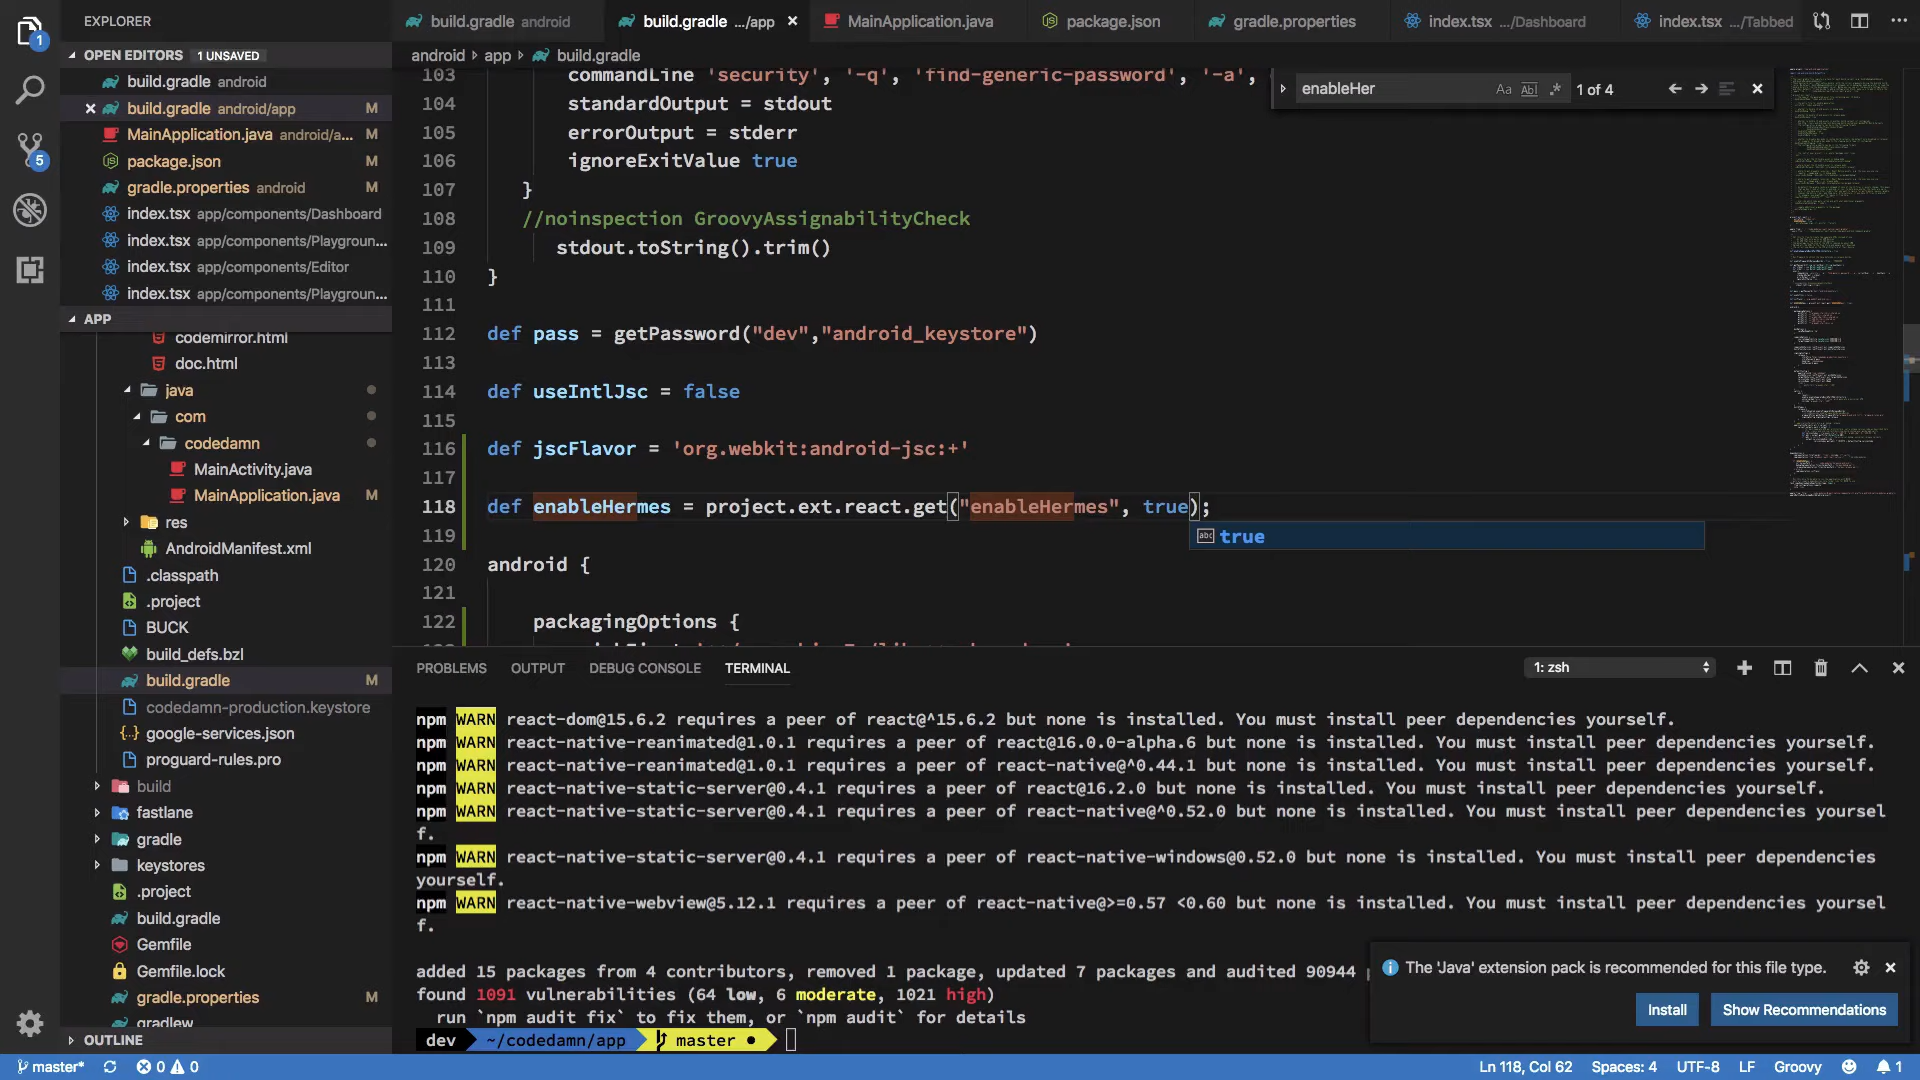 EXPLORER
build.gradle android
build.gradle .../app
MainApplication.java
package.json
gradle.properties
index.tsx .../Dashboard
index.tsx .../Tabbed
1
OPEN EDITORS 1 UNSAVED
build.gradle android
build.gradle android/app M
MainApplication.java android/a... M
package.json M
gradle.properties android M
index.tsx app/components/Dashboard
index.tsx app/components/Playgroun...
index.tsx app/components/Editor
index.tsx app/components/Playgroun...
5
APP
codemirror.html
doc.html
java
com
codedamn
MainActivity.java
MainApplication.java M
res
AndroidManifest.xml
.classpath
.project
BUCK
build_defs.bzl
build.gradle M
codedamn-production.keystore
google-services.json
proguard-rules.pro
build
fastlane
gradle
keystores
.project
build.gradle
Gemfile
Gemfile.lock
gradle.properties M
gradlew
OUTLINE
android app build.gradle
enableHer Aa Abl .* 1 of 4
103 commandLine 'security', '-q', 'find-generic-password', '-a',
104 standardOutput = stdout
105 errorOutput = stderr
106 ignoreExitValue true
107 }
108 //noinspection GroovyAssignabilityCheck
109 stdout.toString().trim()
110 }
111
112 def pass = getPassword("dev","android_keystore")
113
114 def useIntlJsc = false
115
116 def jscFlavor = 'org.webkit:android-jsc:+'
117
118 def enableHermes = project.ext.react.get("enableHermes", true);
119
abc true
120 android {
121
122 packagingOptions {
PROBLEMS OUTPUT DEBUG CONSOLE TERMINAL
1: zsh
npm WARN react-dom@15.6.2 requires a peer of react@^15.6.2 but none is installed. You must install peer dependencies yourself.
npm WARN react-native-reanimated@1.0.1 requires a peer of react@16.0.0-alpha.6 but none is installed. You must install peer dependencies yourself.
npm WARN react-native-reanimated@1.0.1 requires a peer of react-native@^0.44.1 but none is installed. You must install peer dependencies yourself.
npm WARN react-native-static-server@0.4.1 requires a peer of react@16.2.0 but none is installed. You must install peer dependencies yourself.
npm WARN react-native-static-server@0.4.1 requires a peer of react-native@^0.52.0 but none is installed. You must install peer dependencies yoursel
f.
npm WARN react-native-static-server@0.4.1 requires a peer of react-native-windows@0.52.0 but none is installed. You must install peer dependencies
yourself.
npm WARN react-native-webview@5.12.1 requires a peer of react-native@>=0.57 <0.60 but none is installed. You must install peer dependencies yoursel
f.
added 15 packages from 4 contributors, removed 1 package, updated 7 packages and audited 90944
found 1091 vulnerabilities (64 low, 6 moderate, 1021 high)
run `npm audit fix` to fix them, or `npm audit` for details
dev ~/codedamn/app master ●
The 'Java' extension pack is recommended for this file type.
Install
Show Recommendations
master* 0 0
Ln 118, Col 62 Spaces: 4 UTF-8 LF Groovy 1